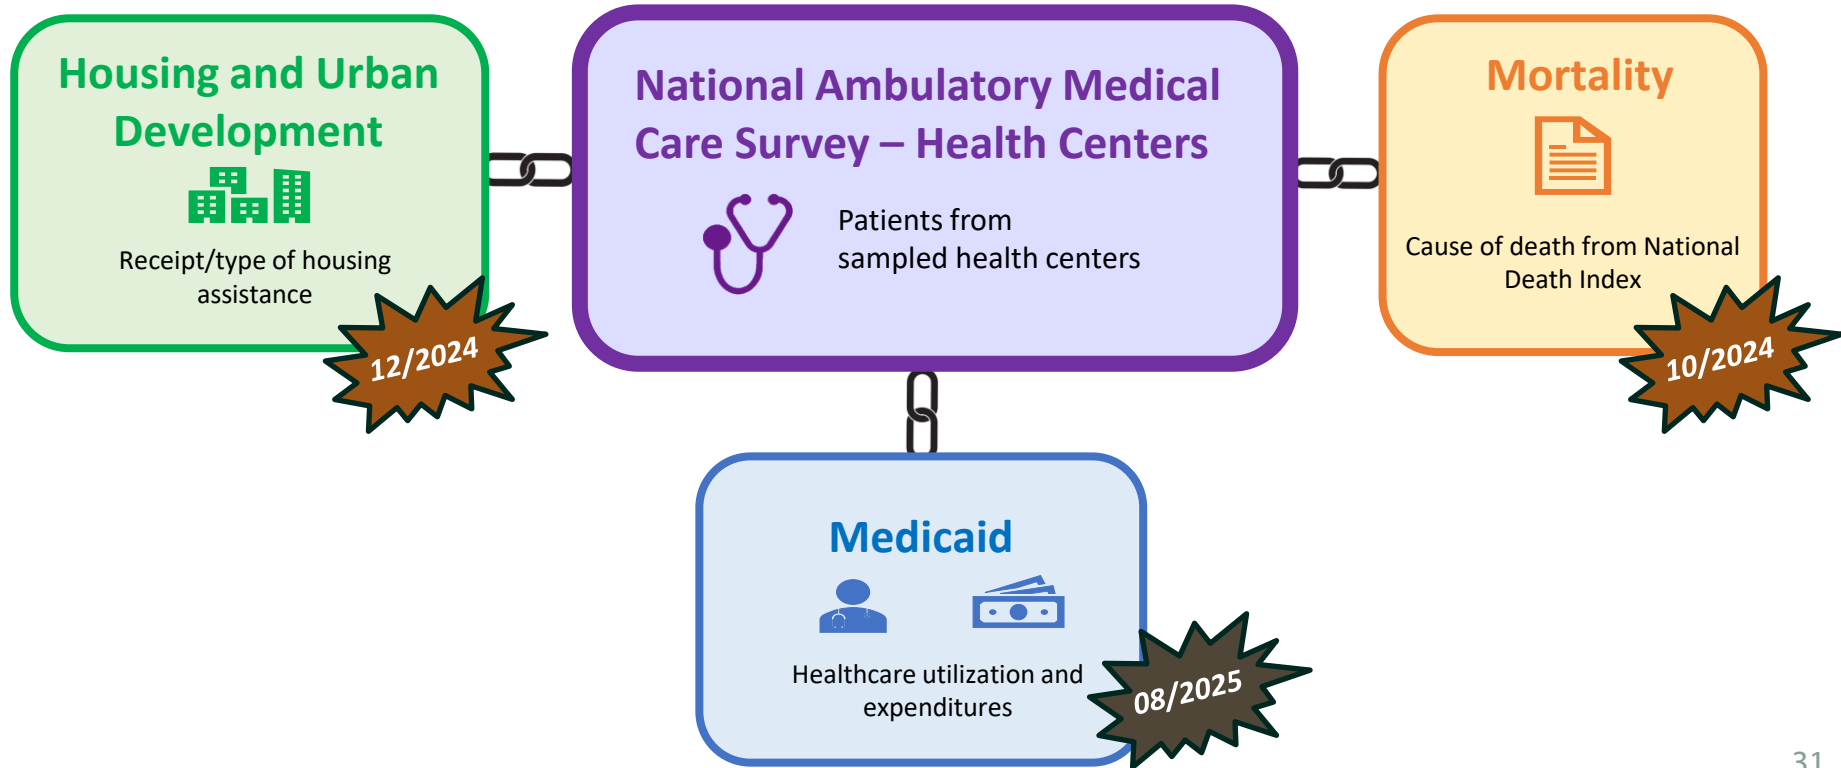 Housing and Urban
Development
Receipt/type of housing
assistance
12/2024
National Ambulatory Medical
Care Survey – Health Centers
Patients from
sampled health centers
Mortality
Cause of death from National
Death Index
10/2024
Medicaid
Healthcare utilization and
expenditures
08/2025
31